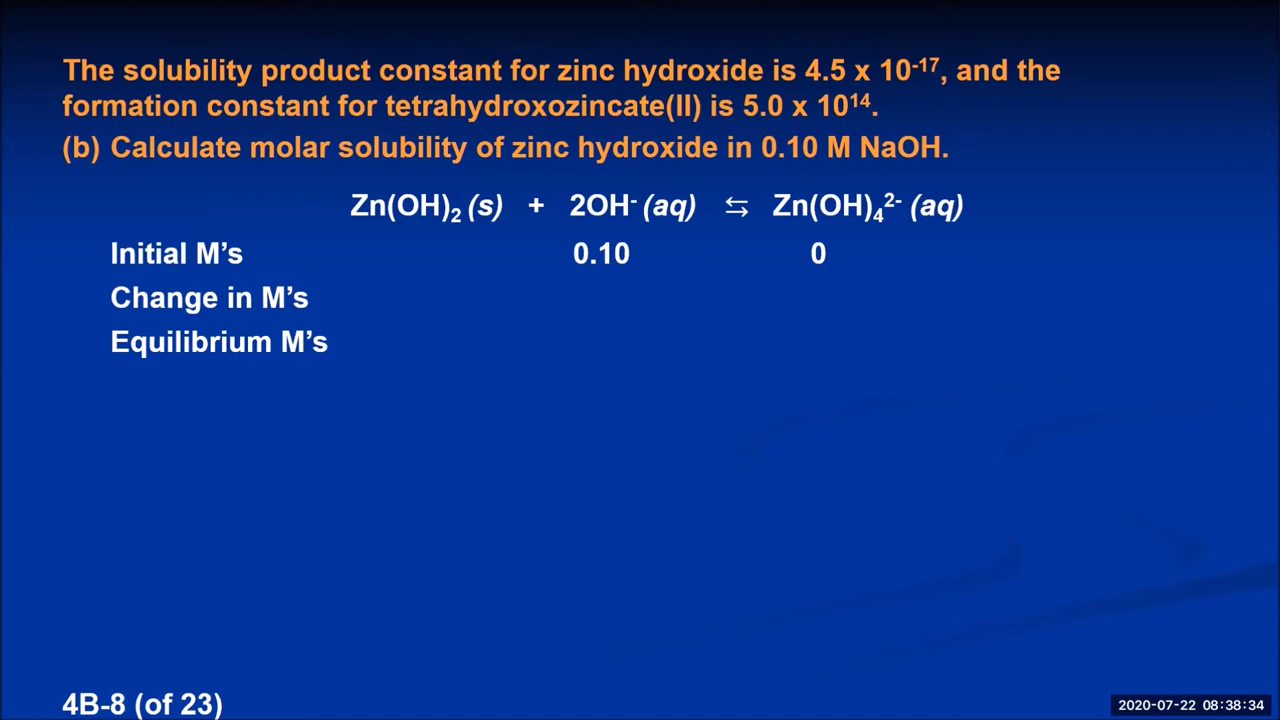 The solubility product constant for zinc hydroxide is 4.5 x 10⁻¹⁷, and the
formation constant for tetrahydroxozincate(II) is 5.0 x 10¹⁴.
(b) Calculate molar solubility of zinc hydroxide in 0.10 M NaOH.
Zn(OH)₂ (s) + 2OH⁻ (aq) ⇆ Zn(OH)₄²⁻ (aq)
Initial M’s 0.10 0
Change in M’s
Equilibrium M’s
4B-8 (of 23)
2020-07-22 08:38:34